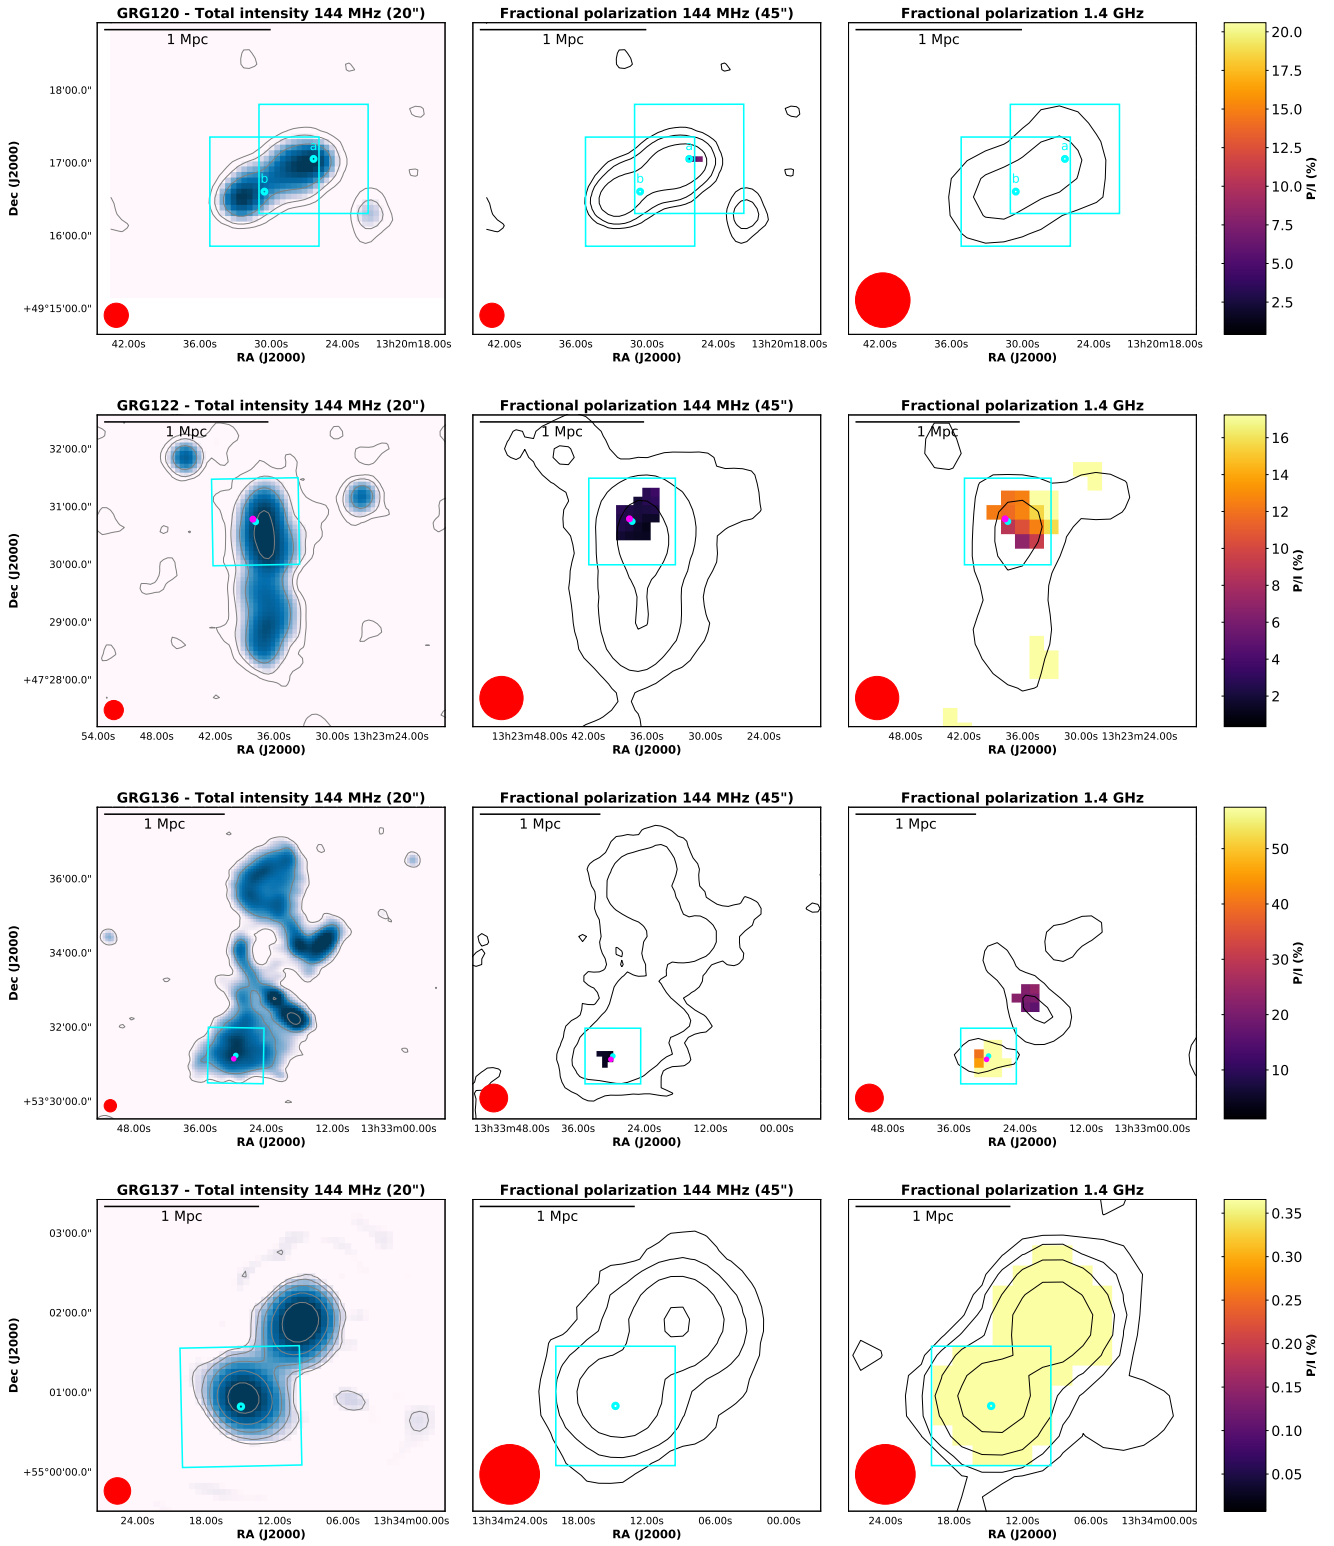 GRG120 - Total intensity 144 MHz (20")
Fractional polarization 144 MHz (45")
Fractional polarization 1.4 GHz
1 Mpc
1 Mpc
1 Mpc
a
b
a
b
a
b
18'00.0"
17'00.0"
16'00.0"
+49°15'00.0"
Dec (J2000)
42.00s 36.00s 30.00s 24.00s 13h20m18.00s
42.00s 36.00s 30.00s 24.00s 13h20m18.00s
42.00s 36.00s 30.00s 24.00s 13h20m18.00s
RA (J2000)
RA (J2000)
RA (J2000)
20.0
17.5
15.0
12.5
10.0
7.5
5.0
2.5
P/I (%)
GRG122 - Total intensity 144 MHz (20")
Fractional polarization 144 MHz (45")
Fractional polarization 1.4 GHz
1 Mpc
1 Mpc
1 Mpc
32'00.0"
31'00.0"
30'00.0"
29'00.0"
+47°28'00.0"
Dec (J2000)
54.00s 48.00s 42.00s 36.00s 30.00s 13h23m24.00s
13h23m48.00s 42.00s 36.00s 30.00s 24.00s
48.00s 42.00s 36.00s 30.00s 13h23m24.00s
RA (J2000)
RA (J2000)
RA (J2000)
16
14
12
10
8
6
4
2
P/I (%)
GRG136 - Total intensity 144 MHz (20")
Fractional polarization 144 MHz (45")
Fractional polarization 1.4 GHz
1 Mpc
1 Mpc
1 Mpc
36'00.0"
34'00.0"
32'00.0"
+53°30'00.0"
Dec (J2000)
48.00s 36.00s 24.00s 12.00s 13h33m00.00s
13h33m48.00s 36.00s 24.00s 12.00s 00.00s
48.00s 36.00s 24.00s 12.00s 13h33m00.00s
RA (J2000)
RA (J2000)
RA (J2000)
50
40
30
20
10
P/I (%)
GRG137 - Total intensity 144 MHz (20")
Fractional polarization 144 MHz (45")
Fractional polarization 1.4 GHz
1 Mpc
1 Mpc
1 Mpc
03'00.0"
02'00.0"
01'00.0"
+55°00'00.0"
Dec (J2000)
24.00s 18.00s 12.00s 06.00s 13h34m00.00s
13h34m24.00s 18.00s 12.00s 06.00s 00.00s
24.00s 18.00s 12.00s 06.00s 13h34m00.00s
RA (J2000)
RA (J2000)
RA (J2000)
0.35
0.30
0.25
0.20
0.15
0.10
0.05
P/I (%)